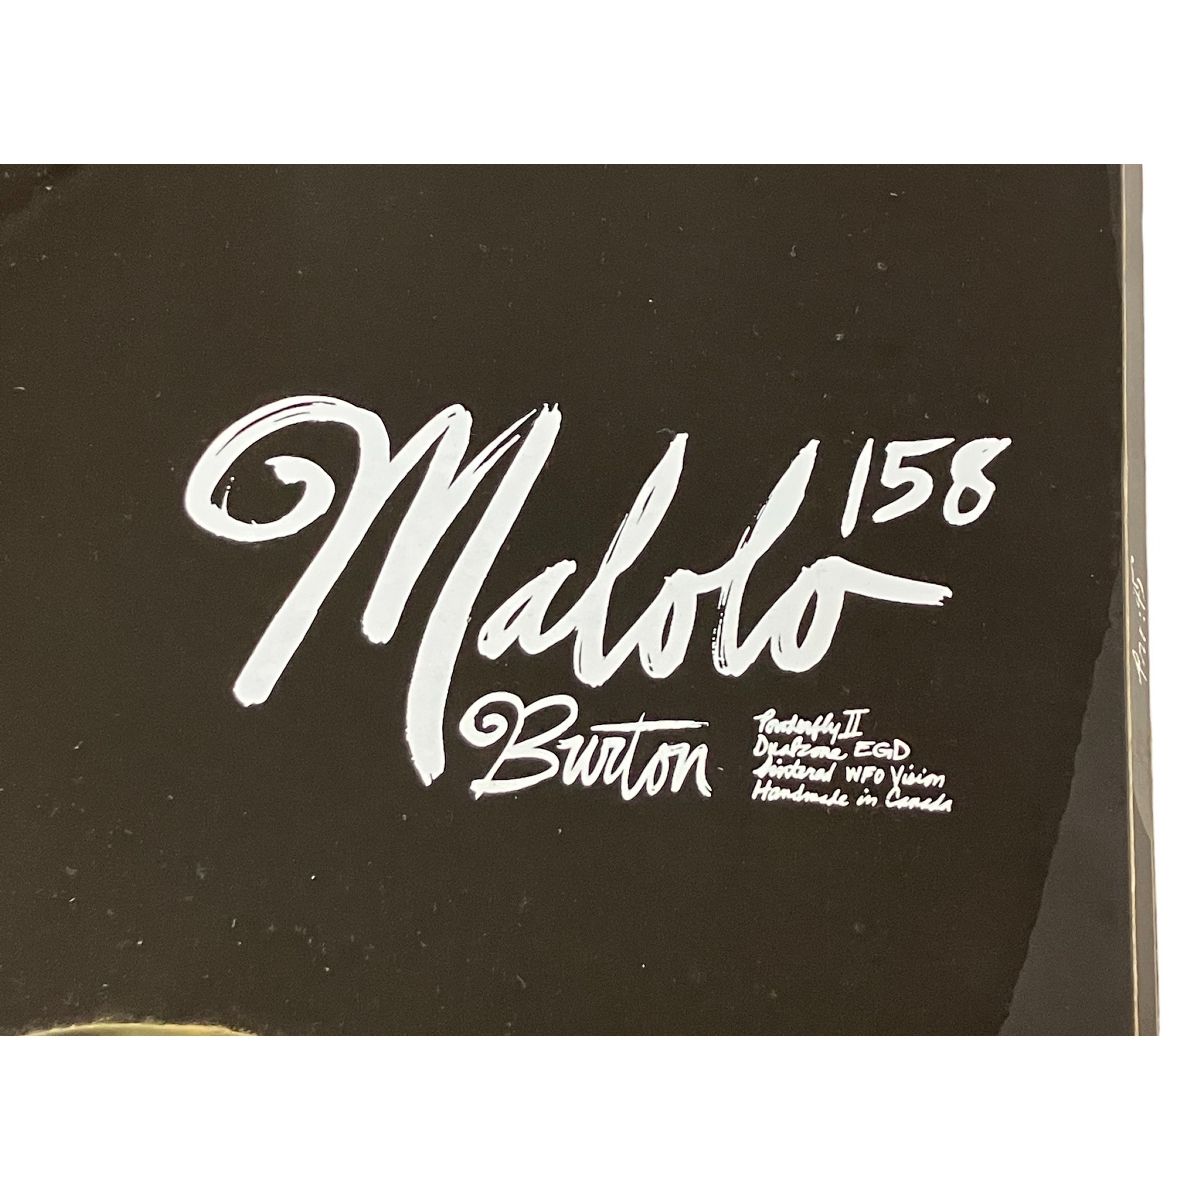 Malolo 158
Burton
Powderfly II
Dualzone EGD
Sintered WFO Vision
Handmade in Canada